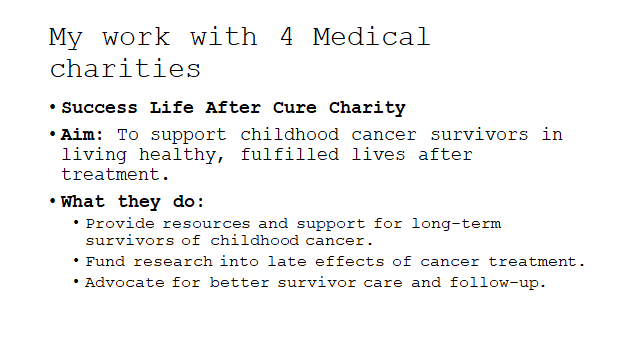 My work with 4 Medical
charities
• Success Life After Cure Charity
• Aim: To support childhood cancer survivors in
living healthy, fulfilled lives after
treatment.
• What they do:
• Provide resources and support for long-term
survivors of childhood cancer.
• Fund research into late effects of cancer treatment.
• Advocate for better survivor care and follow-up.